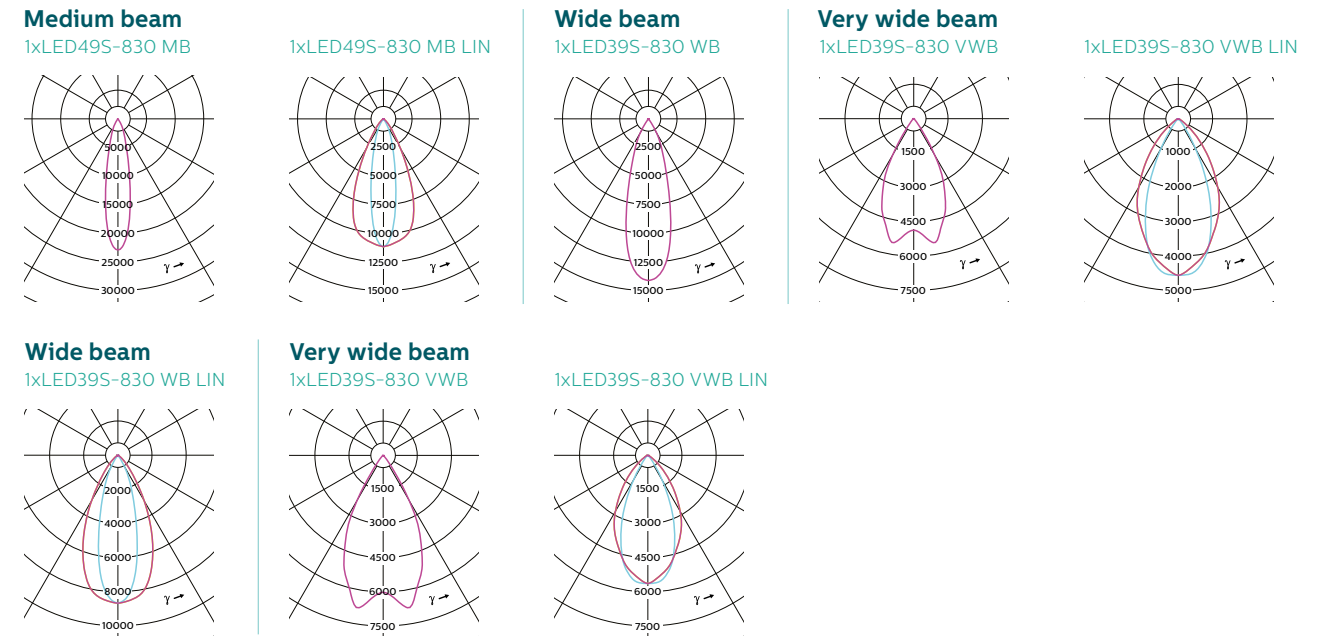 Medium beam
1xLED49S-830 MB
5000
10000
15000
20000
25000
γ
30000
1xLED49S-830 MB LIN
2500
5000
7500
10000
12500
γ
15000
Wide beam
1xLED39S-830 WB
2500
5000
7500
10000
12500
γ
15000
Very wide beam
1xLED39S-830 VWB
1500
3000
4500
6000
γ
7500
1xLED39S-830 VWB LIN
1000
2000
3000
4000
γ
5000
Wide beam
1xLED39S-830 WB LIN
2000
4000
6000
8000
γ
10000
Very wide beam
1xLED39S-830 VWB
1500
3000
4500
6000
γ
7500
1xLED39S-830 VWB LIN
1500
3000
4500
6000
γ
7500